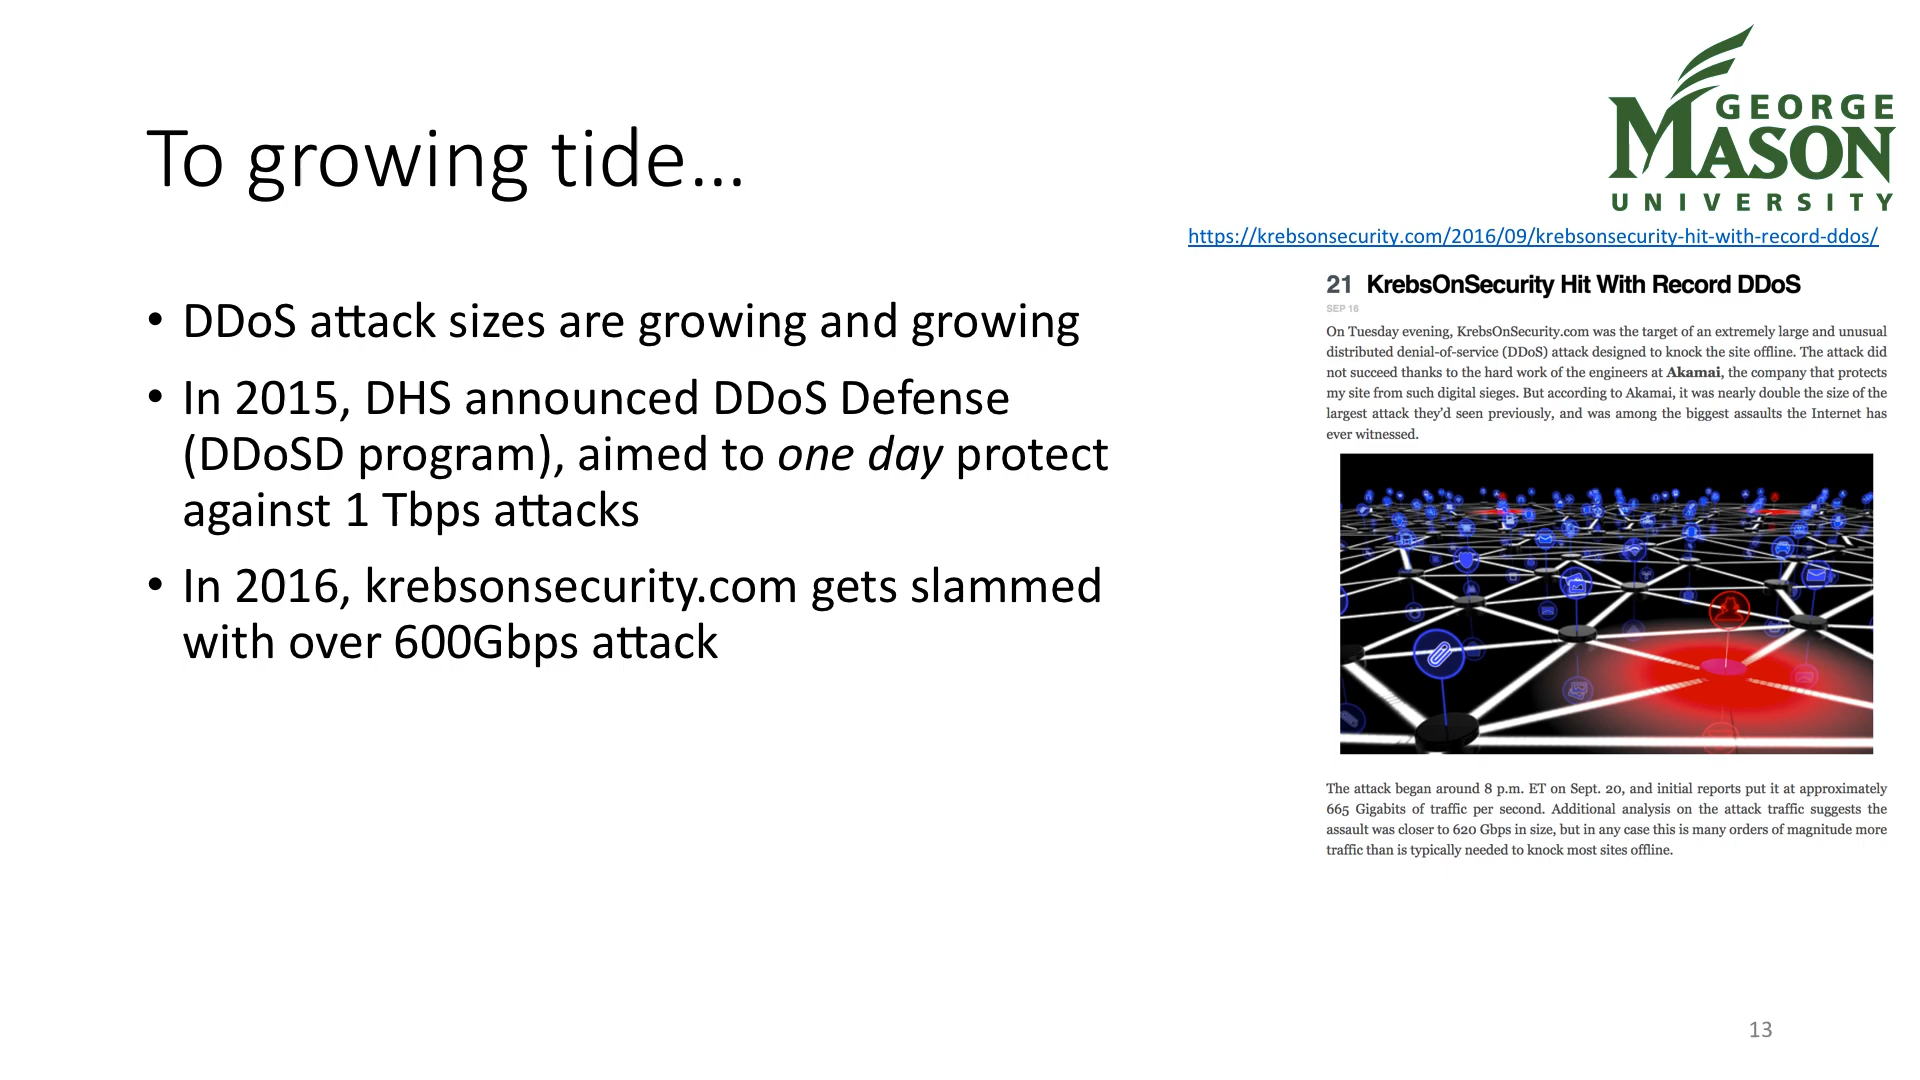 GEORGE
MASON
UNIVERSITY
To growing tide...
https://krebsonsecurity.com/2016/09/krebsonsecurity-hit-with-record-ddos/
• DDoS attack sizes are growing and growing
• In 2015, DHS announced DDoS Defense
(DDoSD program), aimed to one day protect
against 1 Tbps attacks
• In 2016, krebsonsecurity.com gets slammed
with over 600Gbps attack
21 KrebsOnSecurity Hit With Record DDoS
SEP 16
On Tuesday evening, KrebsOnSecurity.com was the target of an extremely large and unusual
distributed denial-of-service (DDoS) attack designed to knock the site offline. The attack did
not succeed thanks to the hard work of the engineers at Akamai, the company that protects
my site from such digital sieges. But according to Akamai, it was nearly double the size of the
largest attack they'd seen previously, and was among the biggest assaults the Internet has
ever witnessed.
The attack began around 8 p.m. ET on Sept. 20, and initial reports put it at approximately
665 Gigabits of traffic per second. Additional analysis on the attack traffic suggests the
assault was closer to 620 Gbps in size, but in any case this is many orders of magnitude more
traffic than is typically needed to knock most sites offline.
13